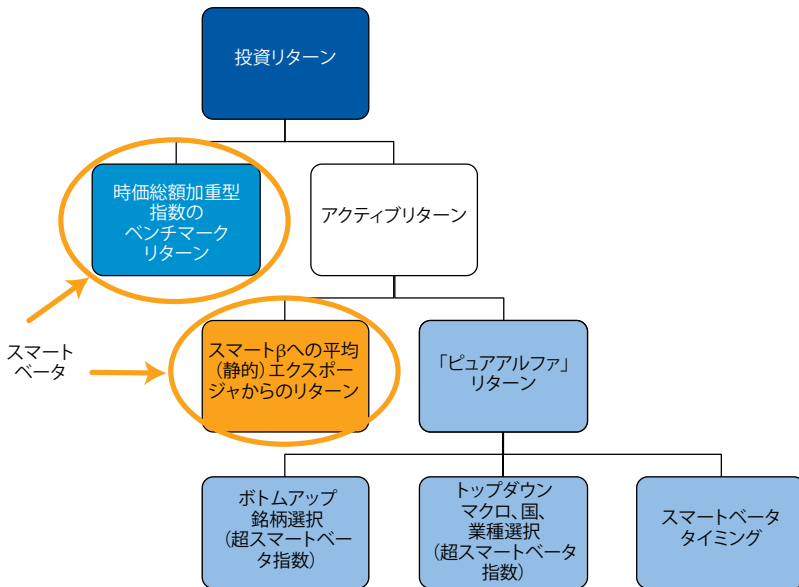 投資リターン
時価総額加重型
指数の
ベンチマーク
リターン
アクティブリターン
スマート
ベータ
スマートβへの平均
(静的)エクスポー
ジャからのリターン
「ピュアアルファ」
リターン
ボトムアップ
銘柄選択
(超スマートベー
タ指数)
トップダウン
マクロ、国、
業種選択
(超スマートベータ
指数)
スマートベータ
タイミング